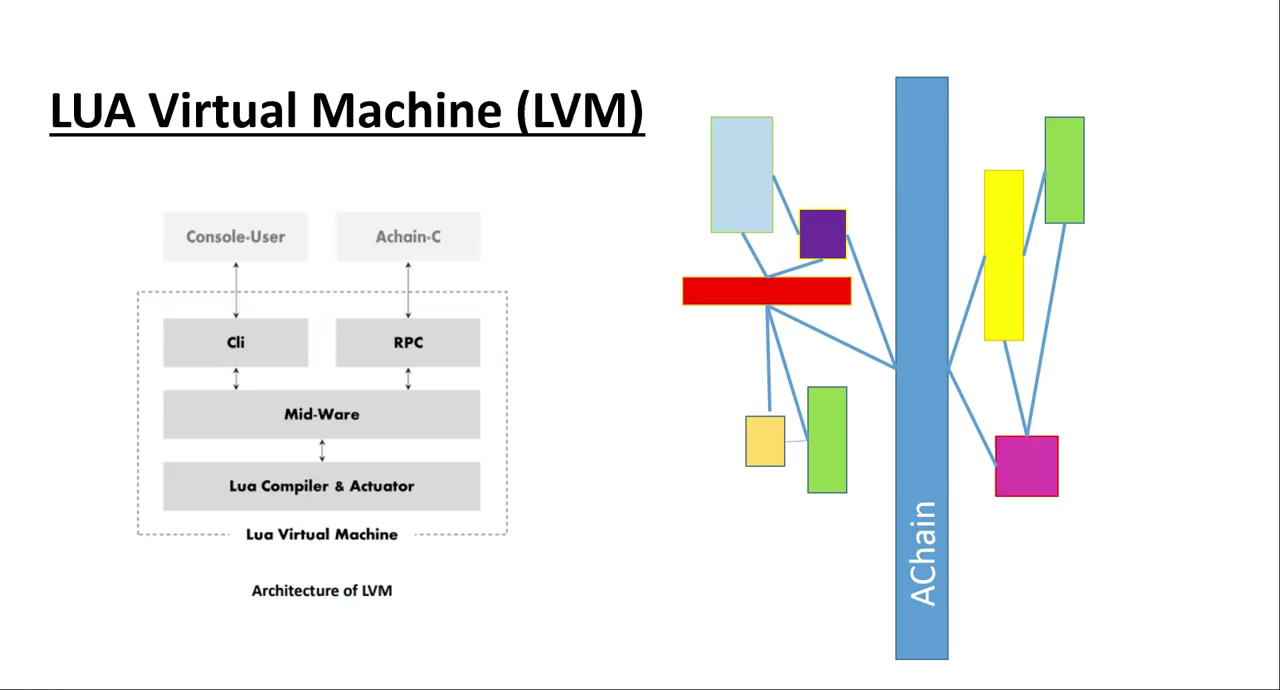 LUA Virtual Machine (LVM)
Console-User
Achain-C
Cli
RPC
Mid-Ware
Lua Compiler & Actuator
Lua Virtual Machine
Architecture of LVM
AChain